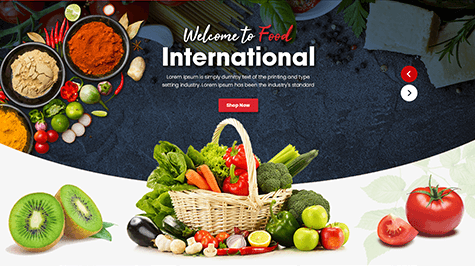 Welcome to Food
International
Lorem Ipsum is simply dummy text of the printing and type
setting industry. Lorem Ipsum has been the industry's standard
Shop Now